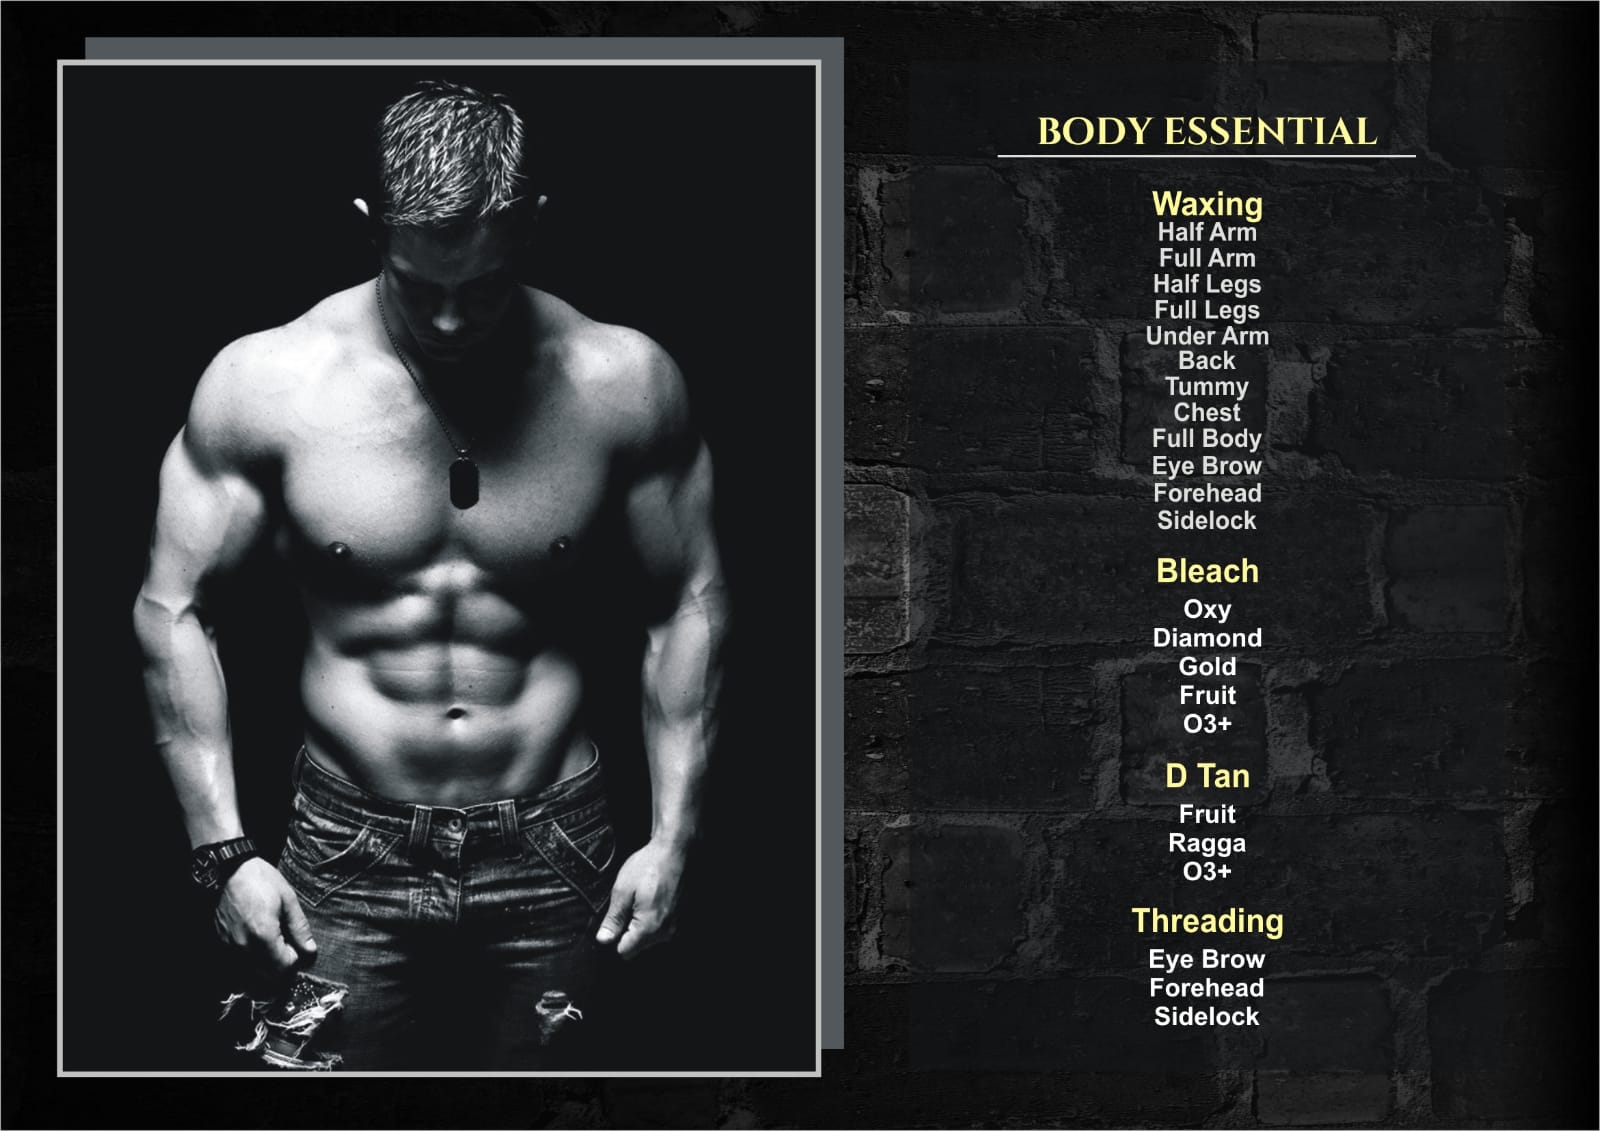 BODY ESSENTIAL
Waxing
Half Arm
Full Arm
Half Legs
Full Legs
Under Arm
Back
Tummy
Chest
Full Body
Eye Brow
Forehead
Sidelock
Bleach
Oxy
Diamond
Gold
Fruit
O3+
D Tan
Fruit
Ragga
O3+
Threading
Eye Brow
Forehead
Sidelock